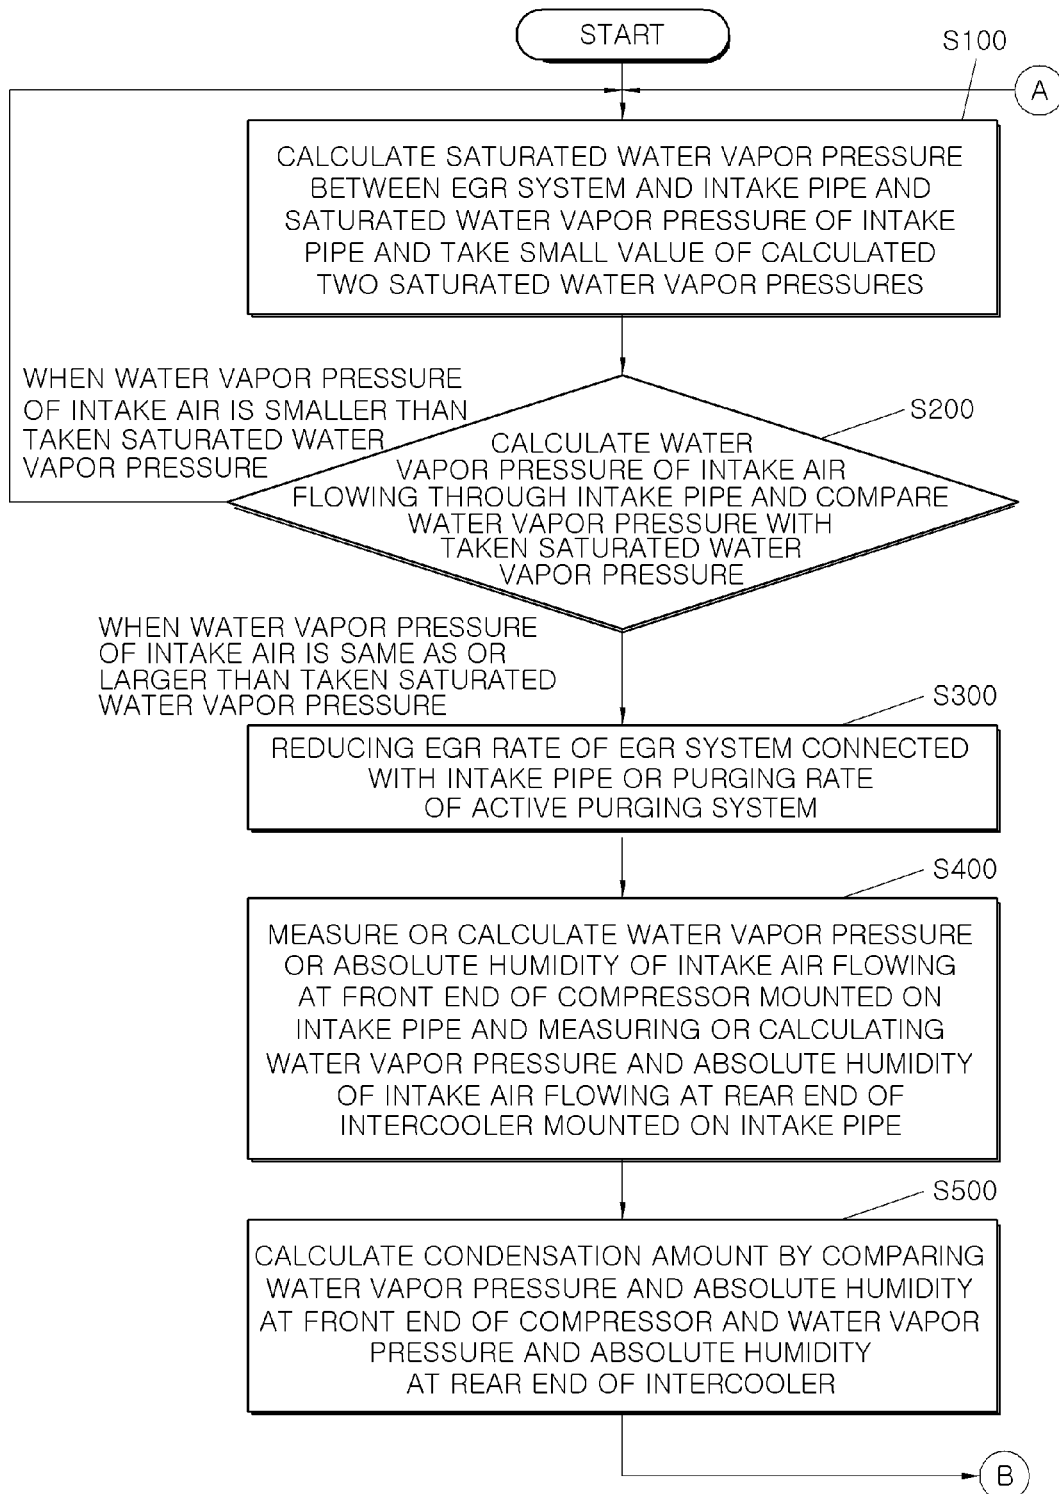 START
S100
A
CALCULATE SATURATED WATER VAPOR PRESSURE
BETWEEN EGR SYSTEM AND INTAKE PIPE AND
SATURATED WATER VAPOR PRESSURE OF INTAKE
PIPE AND TAKE SMALL VALUE OF CALCULATED
TWO SATURATED WATER VAPOR PRESSURES
WHEN WATER VAPOR PRESSURE
OF INTAKE AIR IS SMALLER THAN
TAKEN SATURATED WATER
VAPOR PRESSURE
S200
CALCULATE WATER
VAPOR PRESSURE OF INTAKE AIR
FLOWING THROUGH INTAKE PIPE AND COMPARE
WATER VAPOR PRESSURE WITH
TAKEN SATURATED WATER
VAPOR PRESSURE
WHEN WATER VAPOR PRESSURE
OF INTAKE AIR IS SAME AS OR
LARGER THAN TAKEN SATURATED
WATER VAPOR PRESSURE
S300
REDUCING EGR RATE OF EGR SYSTEM CONNECTED
WITH INTAKE PIPE OR PURGING RATE
OF ACTIVE PURGING SYSTEM
S400
MEASURE OR CALCULATE WATER VAPOR PRESSURE
OR ABSOLUTE HUMIDITY OF INTAKE AIR FLOWING
AT FRONT END OF COMPRESSOR MOUNTED ON
INTAKE PIPE AND MEASURING OR CALCULATING
WATER VAPOR PRESSURE AND ABSOLUTE HUMIDITY
OF INTAKE AIR FLOWING AT REAR END OF
INTERCOOLER MOUNTED ON INTAKE PIPE
S500
CALCULATE CONDENSATION AMOUNT BY COMPARING
WATER VAPOR PRESSURE AND ABSOLUTE HUMIDITY
AT FRONT END OF COMPRESSOR AND WATER VAPOR
PRESSURE AND ABSOLUTE HUMIDITY
AT REAR END OF INTERCOOLER
B